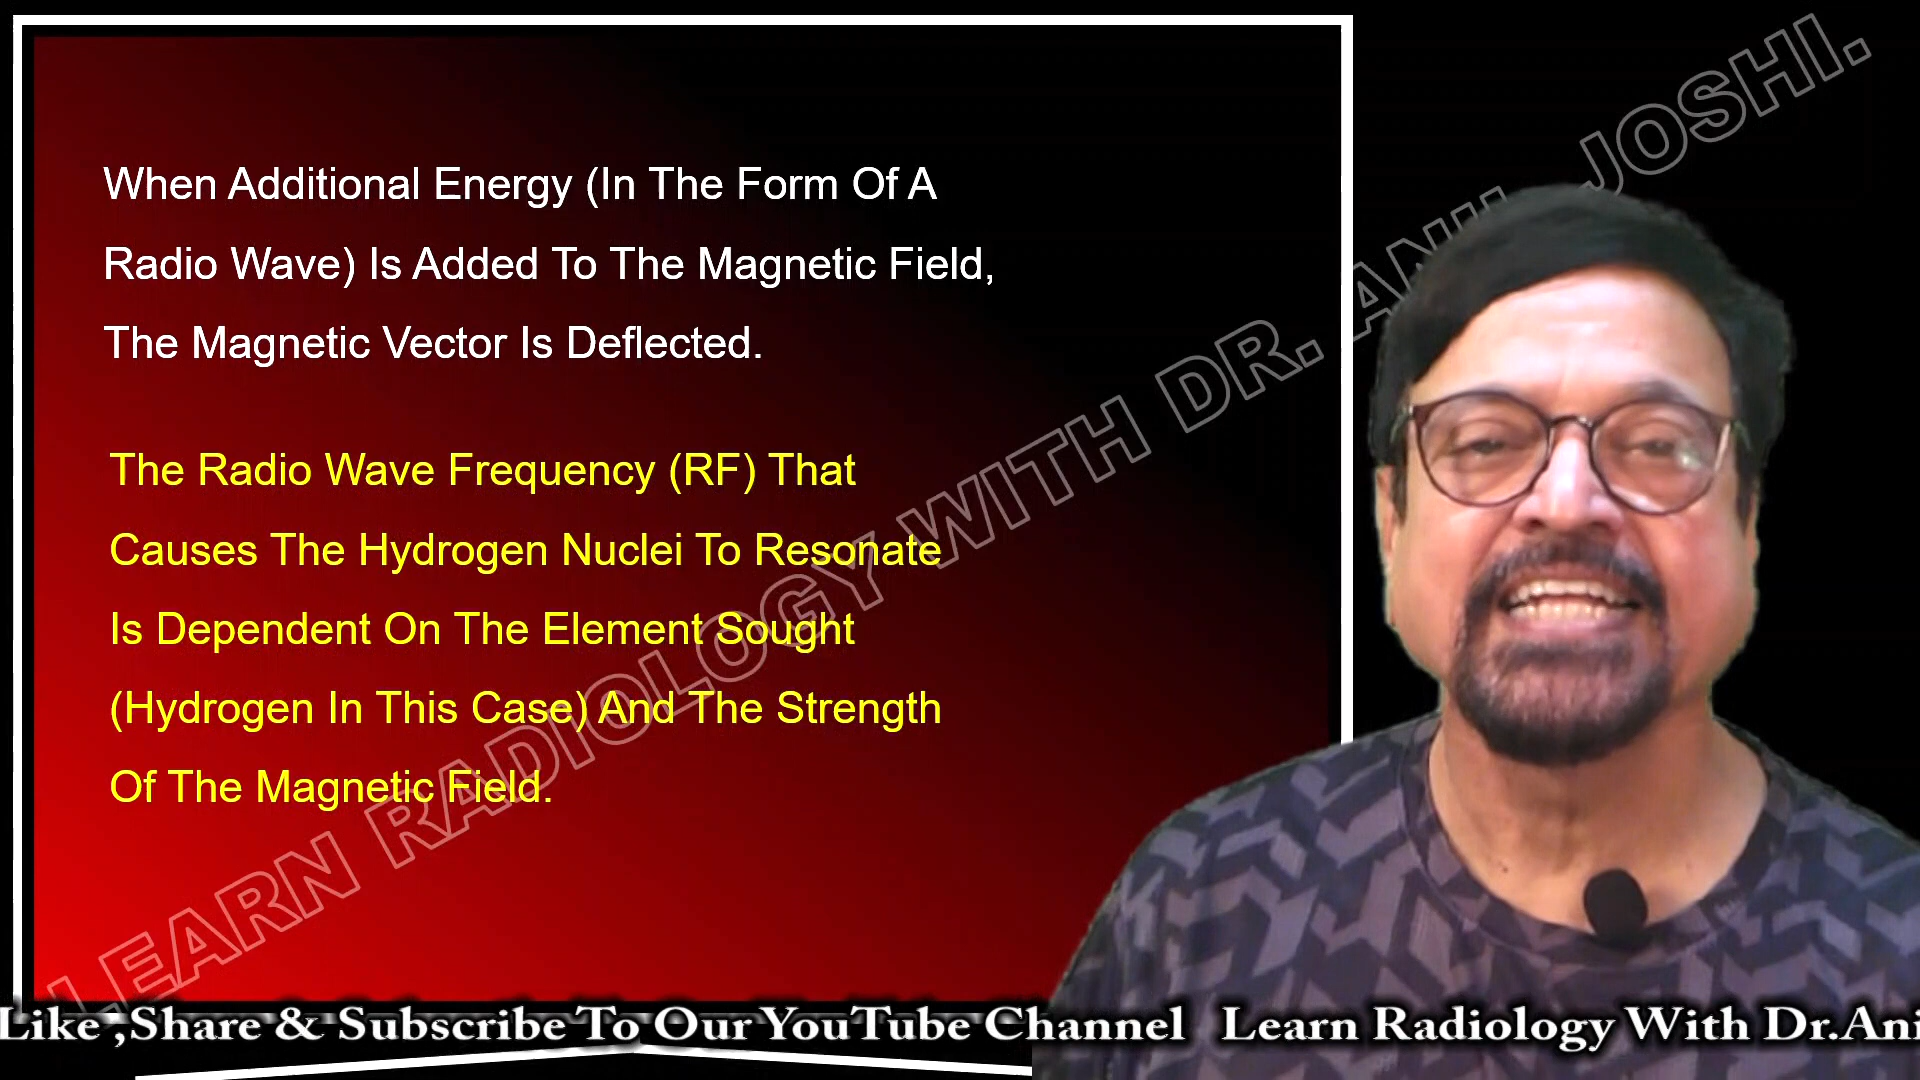 When Additional Energy (In The Form Of A
Radio Wave) Is Added To The Magnetic Field,
The Magnetic Vector Is Deflected.
The Radio Wave Frequency (RF) That
Causes The Hydrogen Nuclei To Resonate
Is Dependent On The Element Sought
(Hydrogen In This Case) And The Strength
Of The Magnetic Field.
LEARN RADIOLOGY WITH DR. ANIL JOSHI.
Like ,Share & Subscribe To Our YouTube Channel Learn Radiology With Dr.Ani